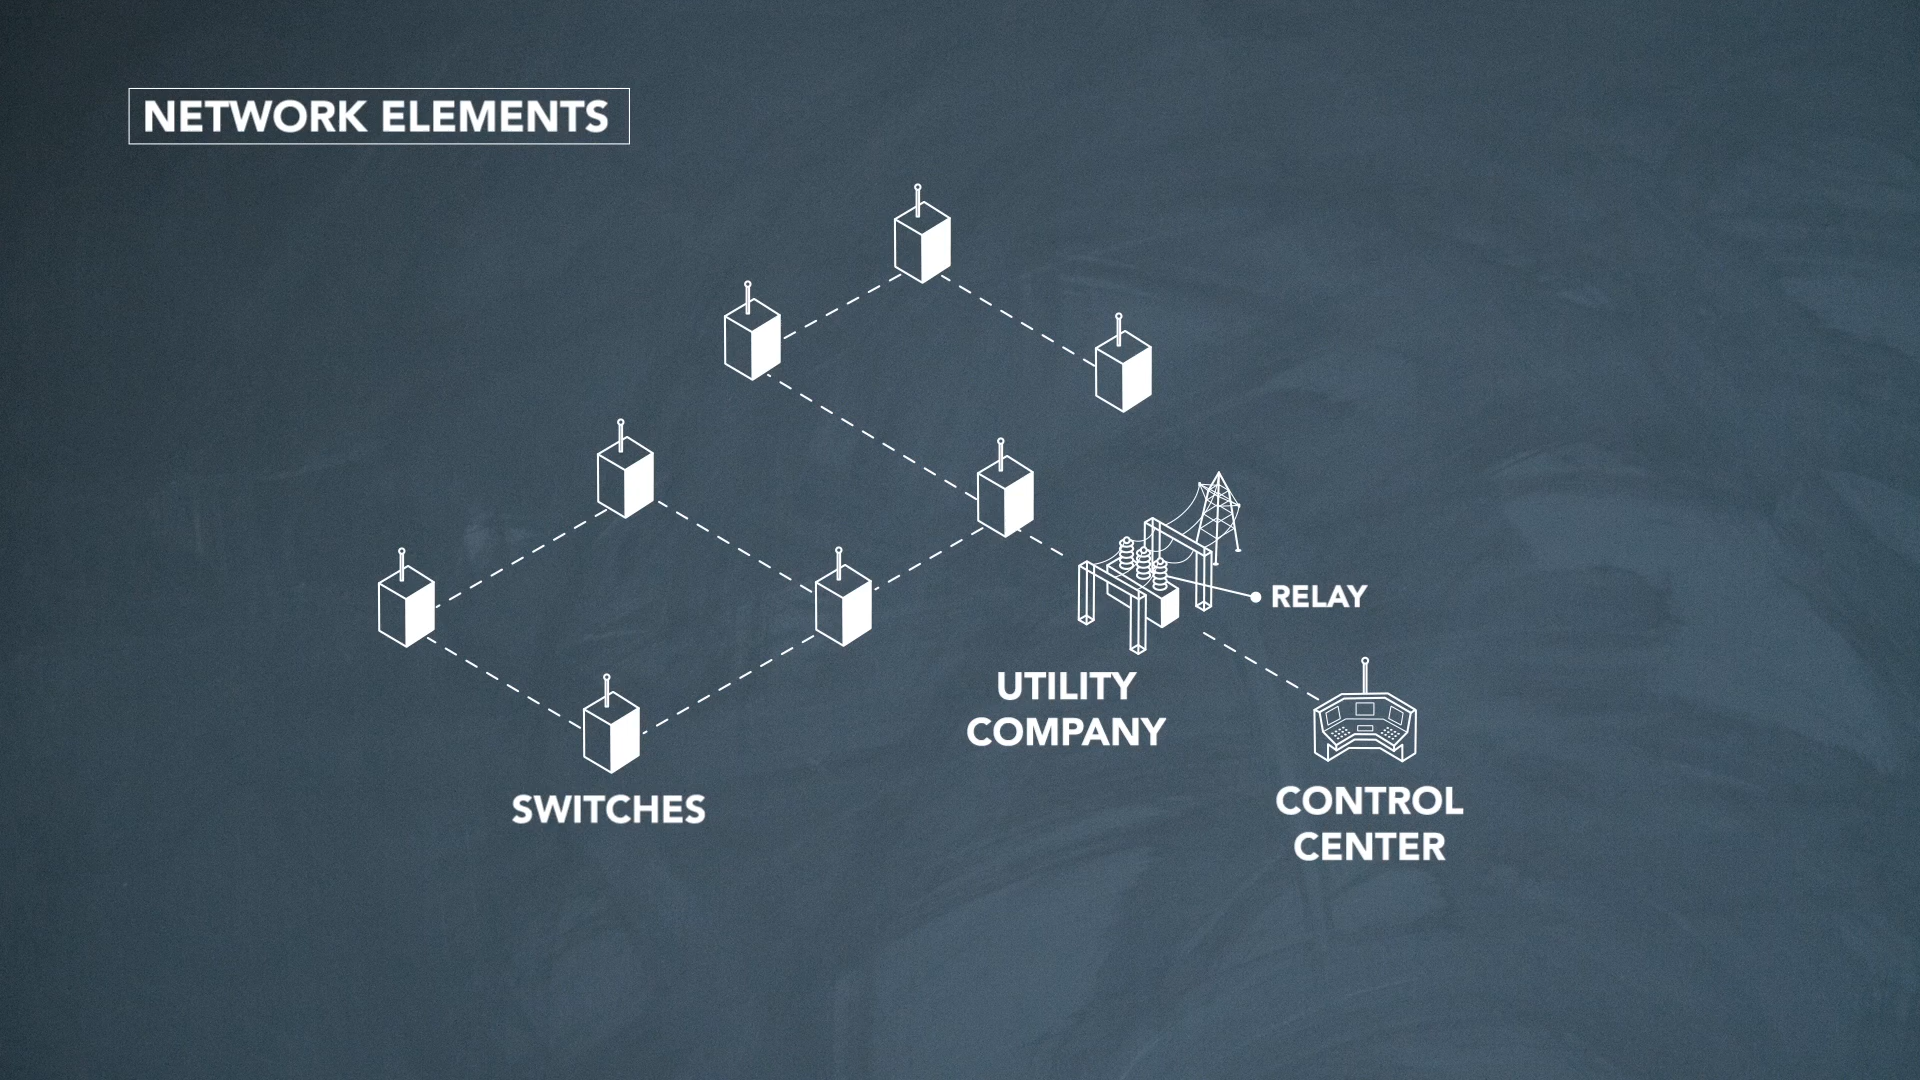 NETWORK ELEMENTS
RELAY
UTILITY
COMPANY
SWITCHES
CONTROL
CENTER